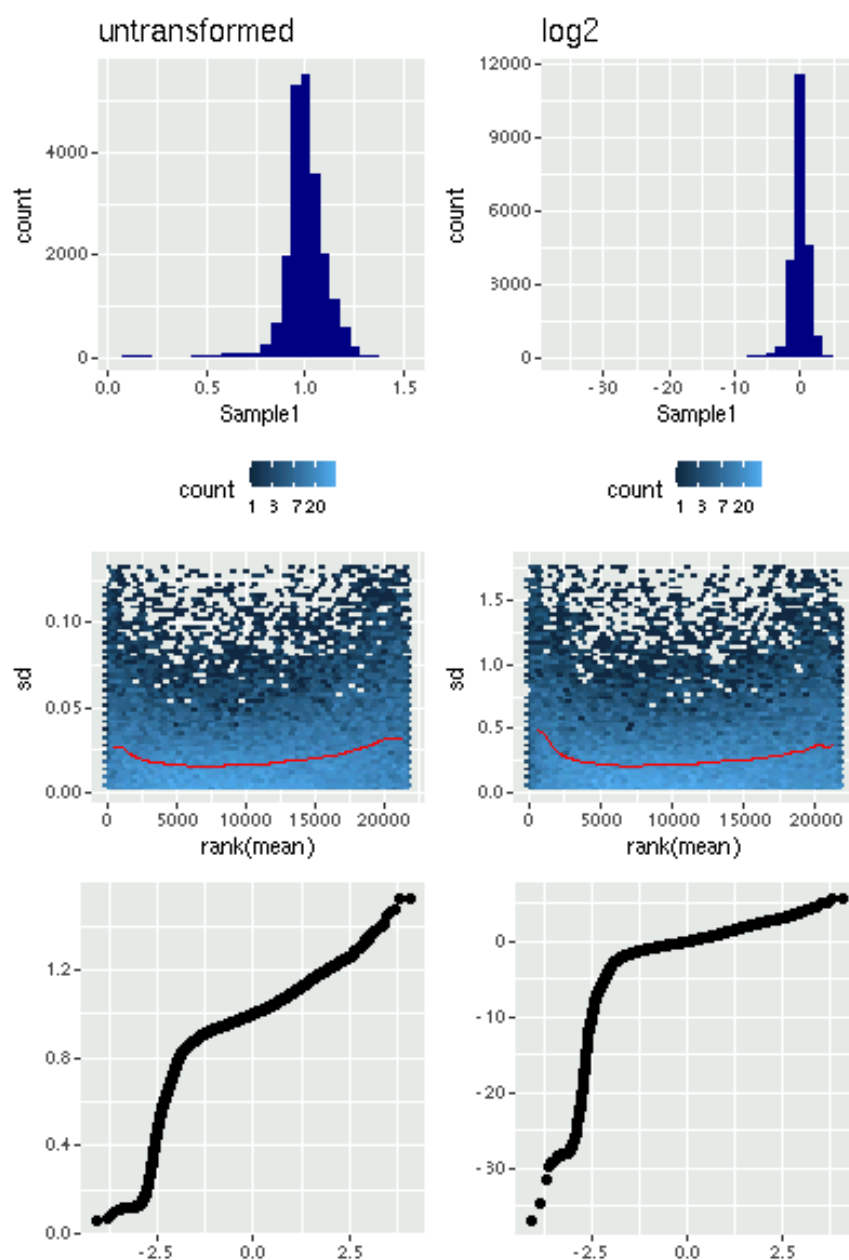 untransformed log2
4000
2000
0
count
0.0 0.5 1.0 1.5
Sample1
12000
9000
6000
3000
0
count
-30 -20 -10 0
Sample1
count 1 3 7 20
count 1 3 7 20
0.10
0.05
0.00
sd
0 5000 10000 15000 20000
rank(mean)
1.5
1.0
0.5
0.0
sd
0 5000 10000 15000 20000
rank(mean)
1.2
0.8
0.4
0.0
-2.5 0.0 2.5
0
-10
-20
-30
-2.5 0.0 2.5